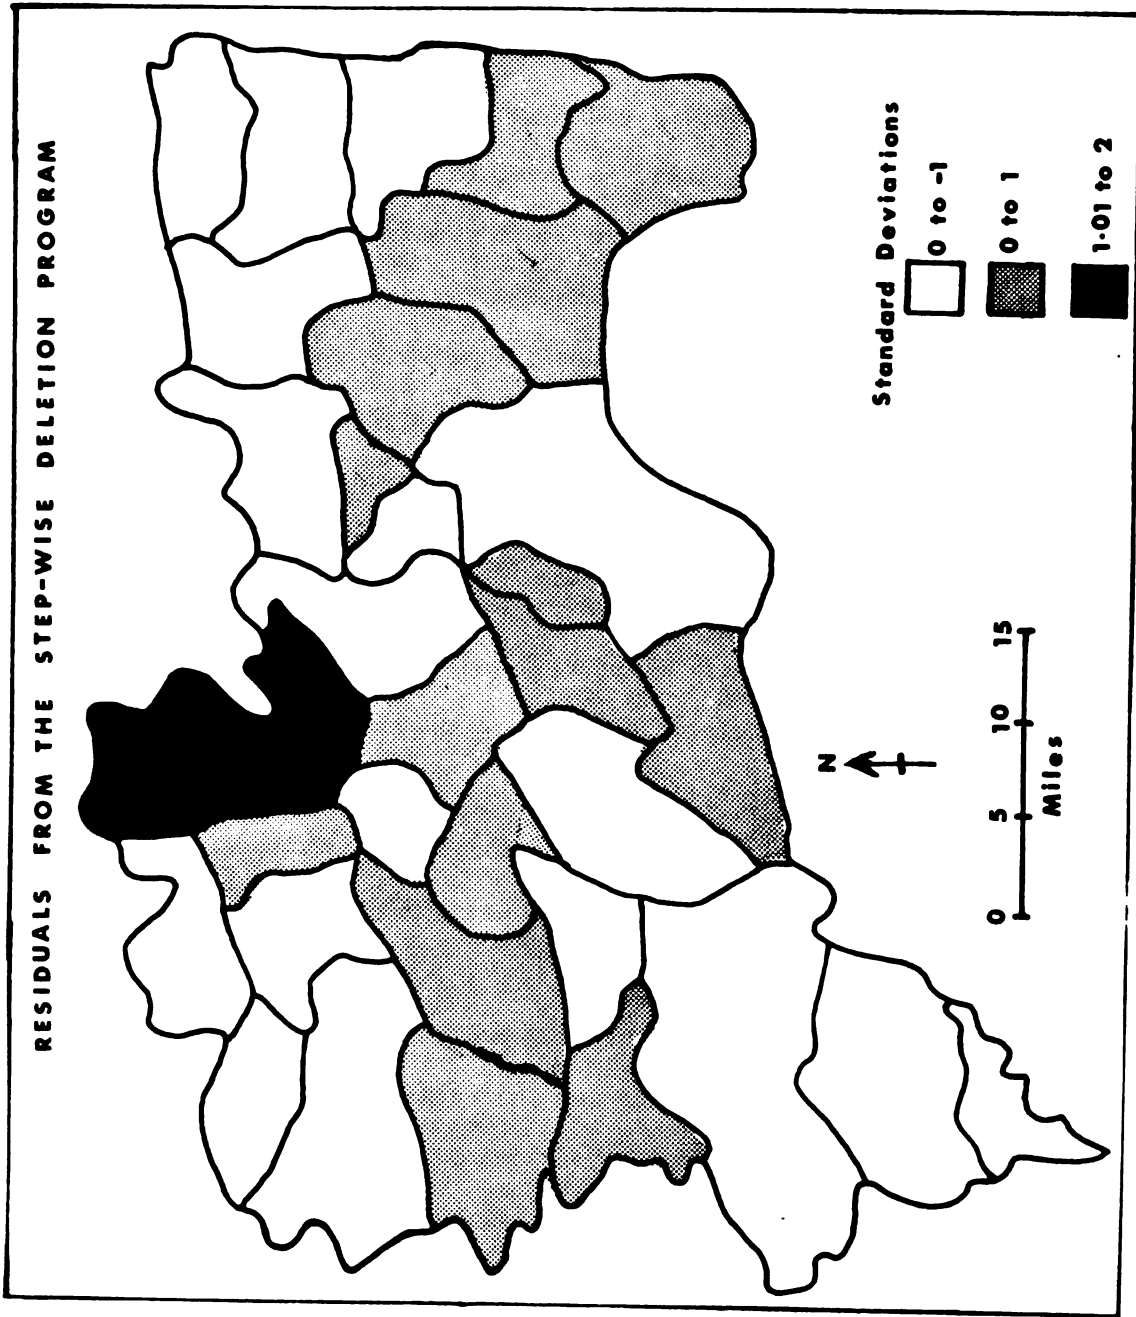 RESIDUALS FROM THE STEP-WISE DELETION PROGRAM
Standard Deviations
0 to -1
0 to 1
1·01 to 2
N
0 5 10 15
Miles